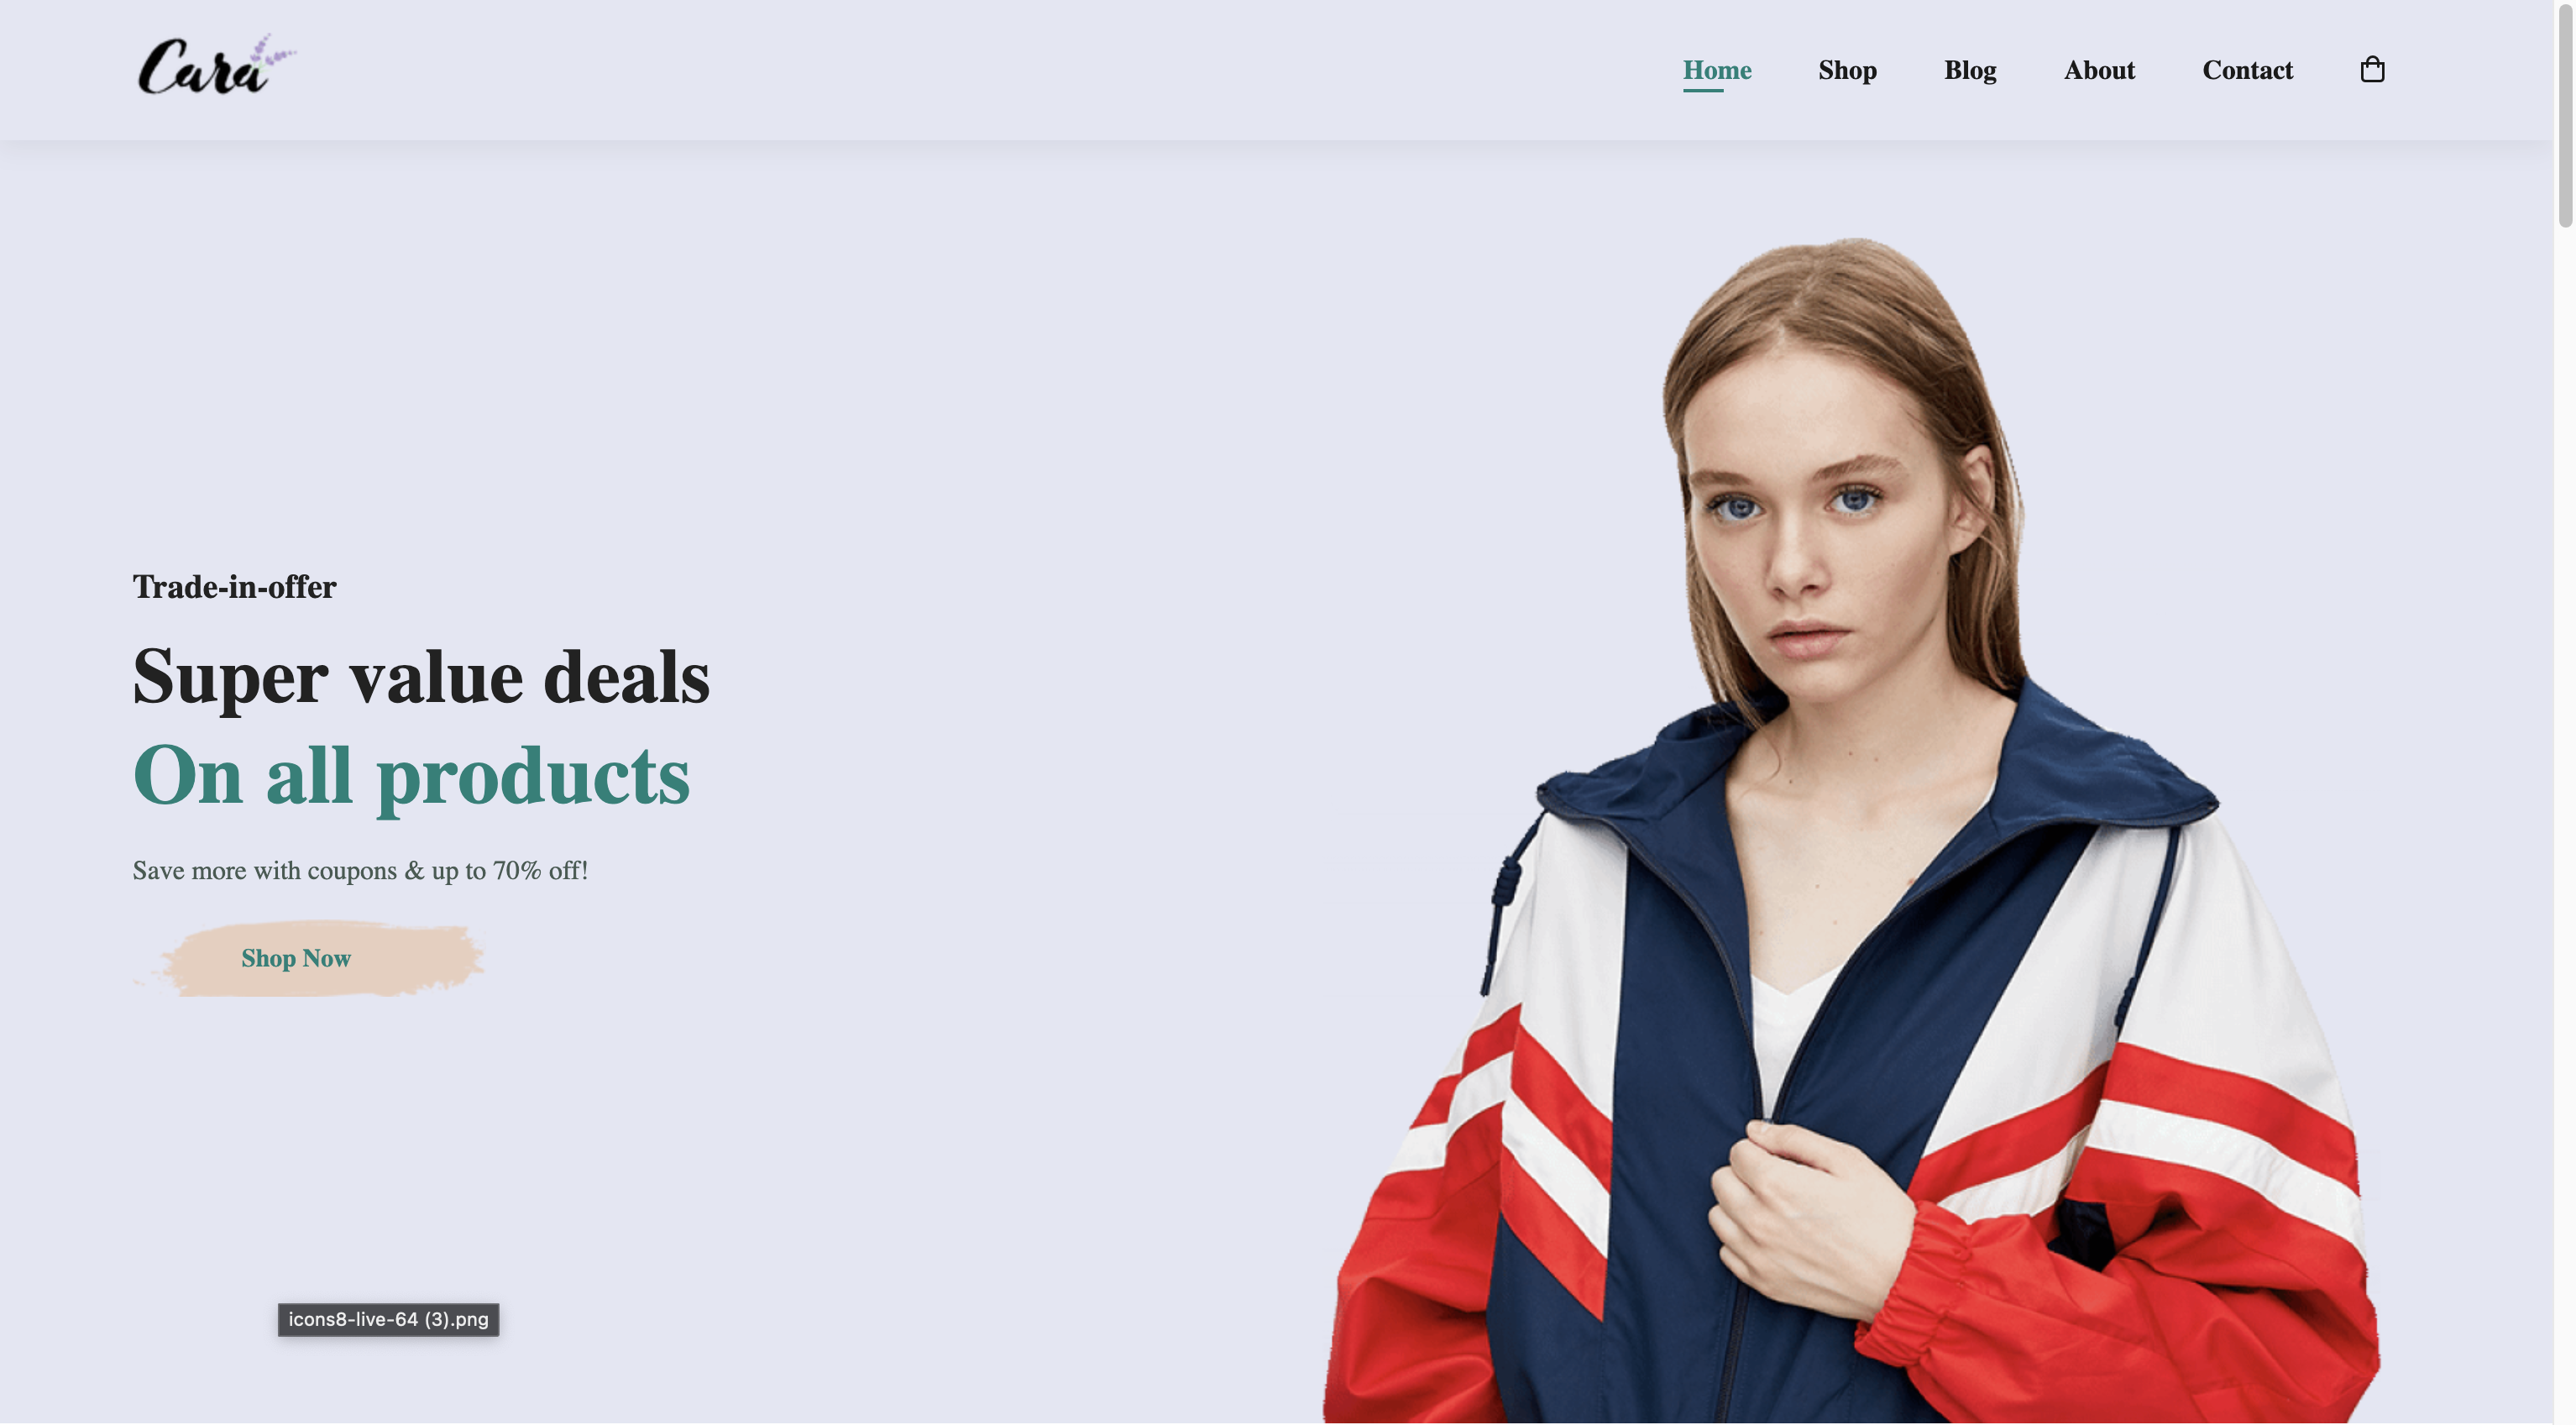 Cara
Home Shop Blog About Contact
Trade-in-offer
Super value deals
On all products
Save more with coupons & up to 70% off!
Shop Now
icons8-live-64 (3).png